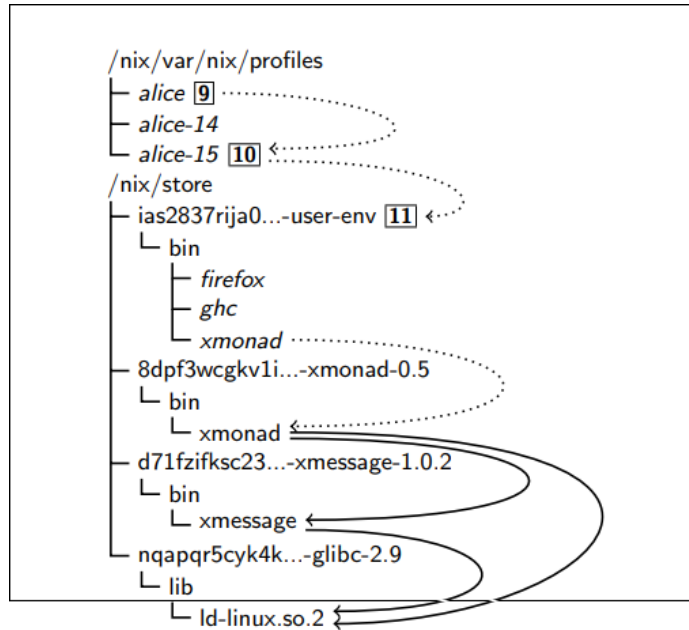 /nix/var/nix/profiles
alice 9
alice-14
alice-15 10
/nix/store
ias2837rija0...-user-env 11
bin
firefox
ghc
xmonad
8dpf3wcgkv1i...-xmonad-0.5
bin
xmonad
d71fzifksc23...-xmessage-1.0.2
bin
xmessage
nqapqr5cyk4k...-glibc-2.9
lib
ld-linux.so.2